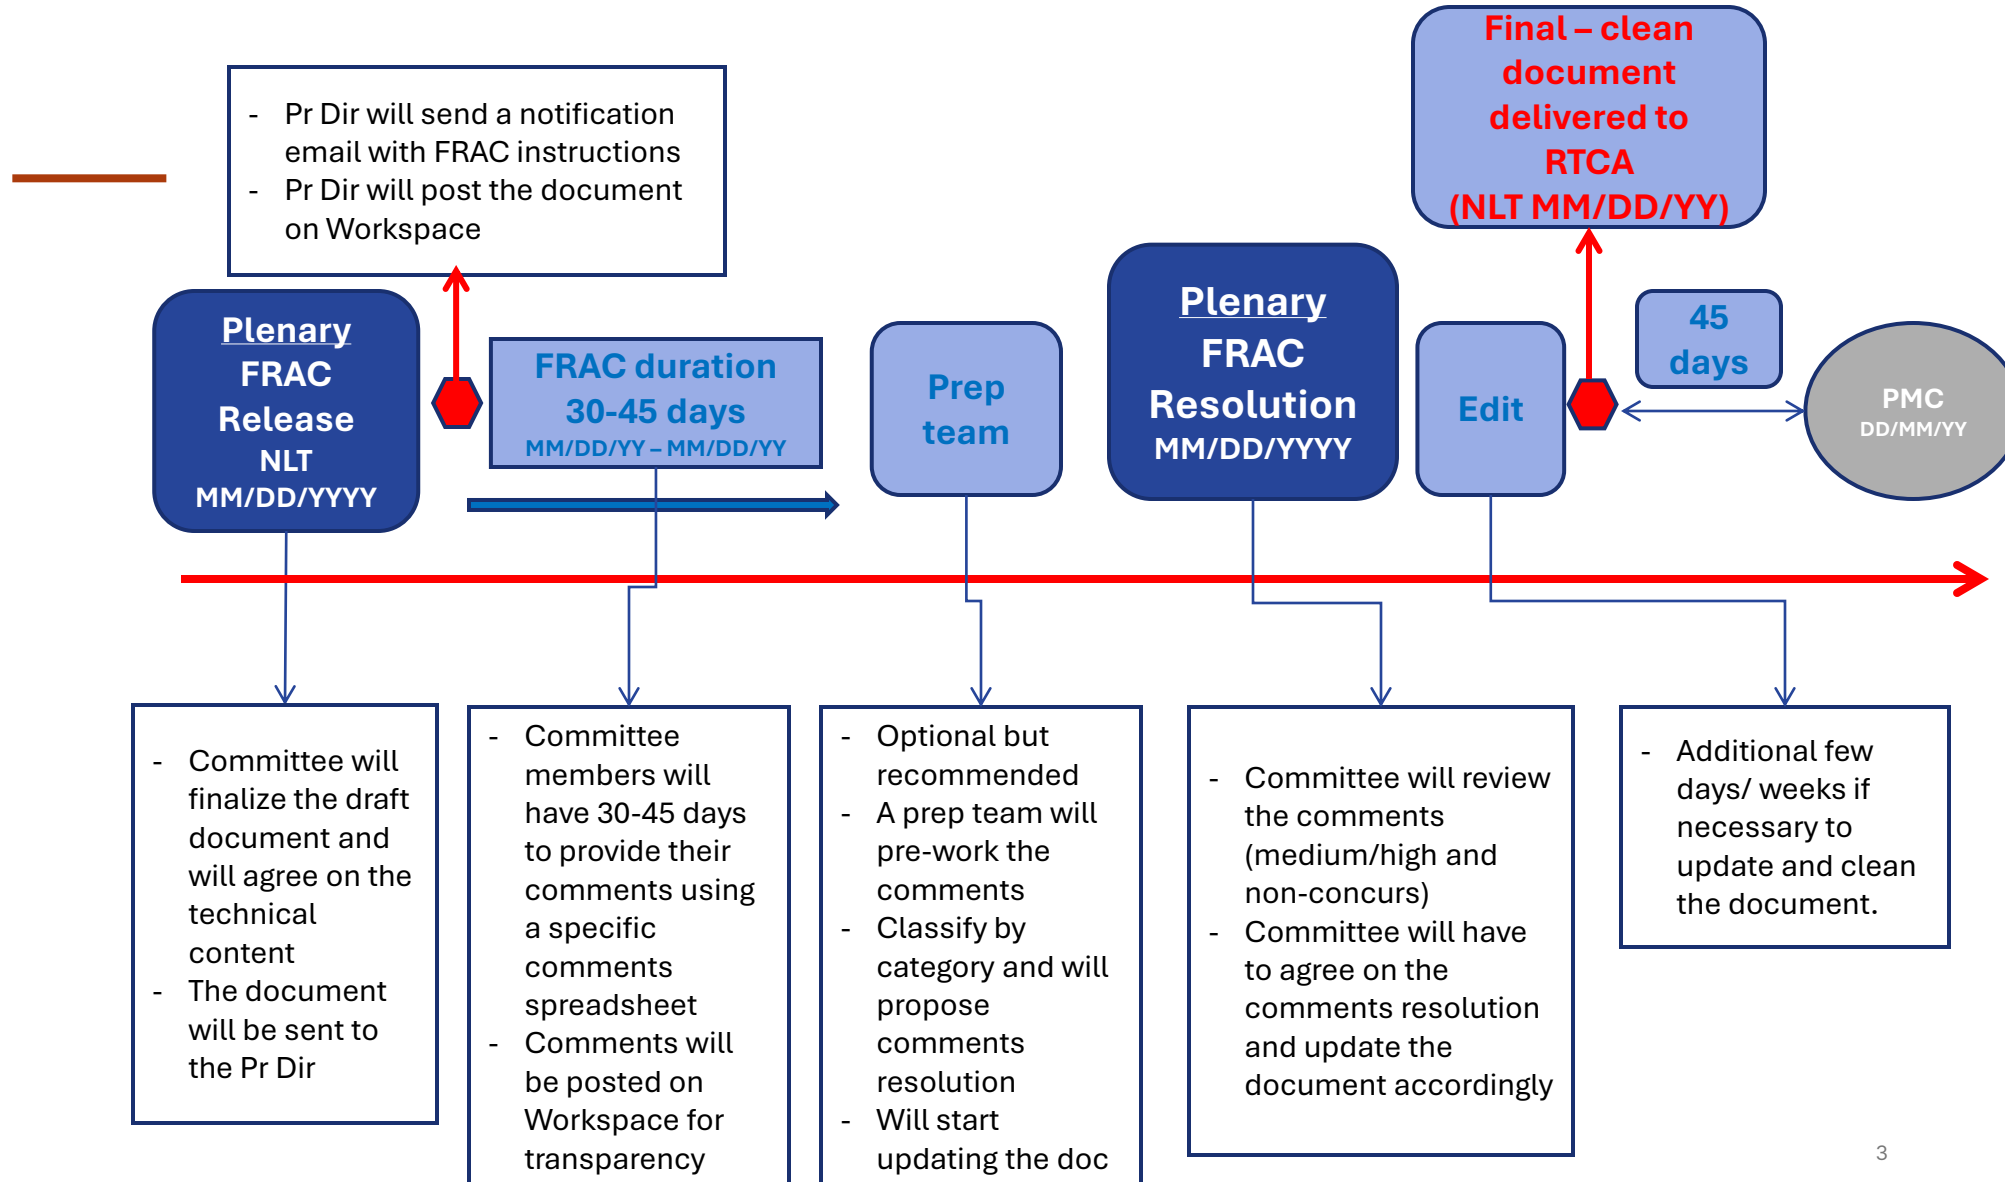 - Pr Dir will send a notification
email with FRAC instructions
- Pr Dir will post the document
on Workspace
Final – clean
document
delivered to
RTCA
(NLT MM/DD/YY)
Plenary
FRAC
Release
NLT
MM/DD/YYYY
FRAC duration
30-45 days
MM/DD/YY – MM/DD/YY
Prep
team
Plenary
FRAC
Resolution
MM/DD/YYYY
Edit
45
days
PMC
DD/MM/YY
- Committee will
finalize the draft
document and
will agree on the
technical
content
- The document
will be sent to
the Pr Dir
- Committee
members will
have 30-45 days
to provide their
comments using
a specific
comments
spreadsheet
- Comments will
be posted on
Workspace for
transparency
- Optional but
recommended
- A prep team will
pre-work the
comments
- Classify by
category and will
propose
comments
resolution
- Will start
updating the doc
- Committee will review
the comments
(medium/high and
non-concurs)
- Committee will have
to agree on the
comments resolution
and update the
document accordingly
- Additional few
days/ weeks if
necessary to
update and clean
the document.
3